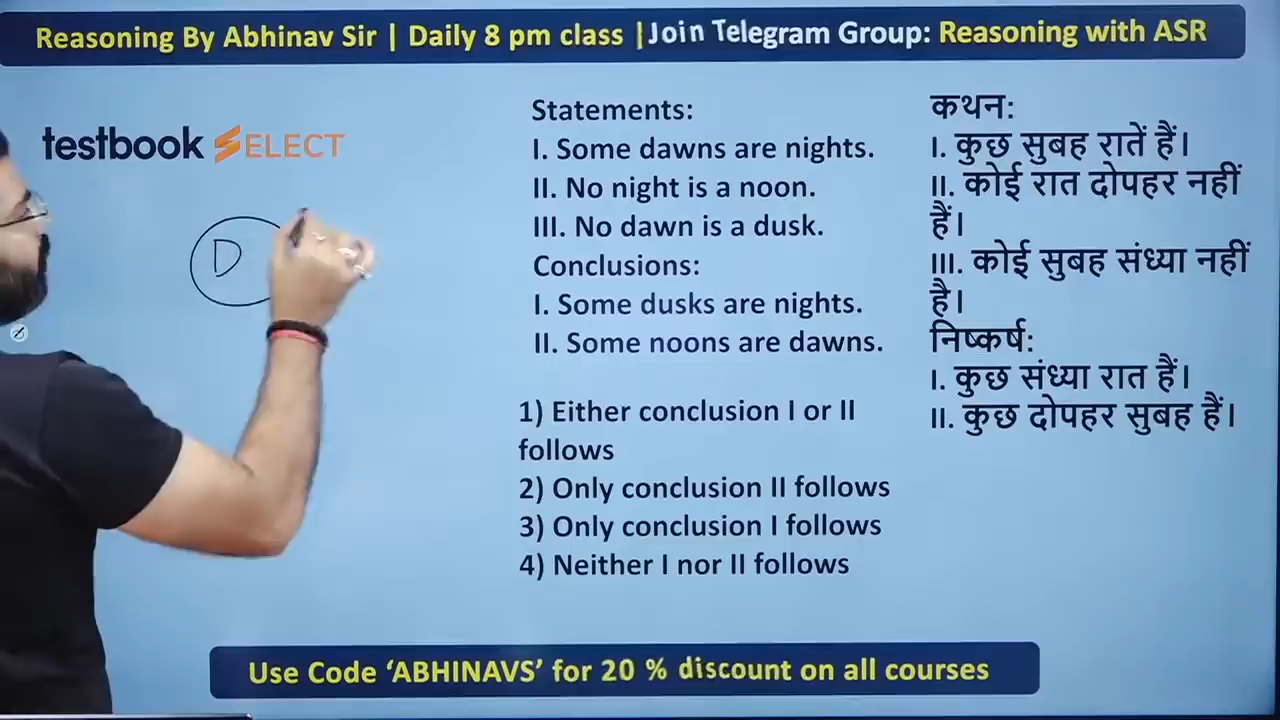 Reasoning By Abhinav Sir | Daily 8 pm class |Join Telegram Group: Reasoning with ASR
testbook SELECT
D
Statements:
I. Some dawns are nights.
II. No night is a noon.
III. No dawn is a dusk.
Conclusions:
I. Some dusks are nights.
II. Some noons are dawns.
1) Either conclusion I or II
follows
2) Only conclusion II follows
3) Only conclusion I follows
4) Neither I nor II follows
कथन:
I. कुछ सुबह रातें हैं।
II. कोई रात दोपहर नहीं
हैं।
III. कोई सुबह संध्या नहीं
है।
निष्कर्ष:
I. कुछ संध्या रात हैं।
II. कुछ दोपहर सुबह हैं।
Use Code ‘ABHINAVS’ for 20 % discount on all courses